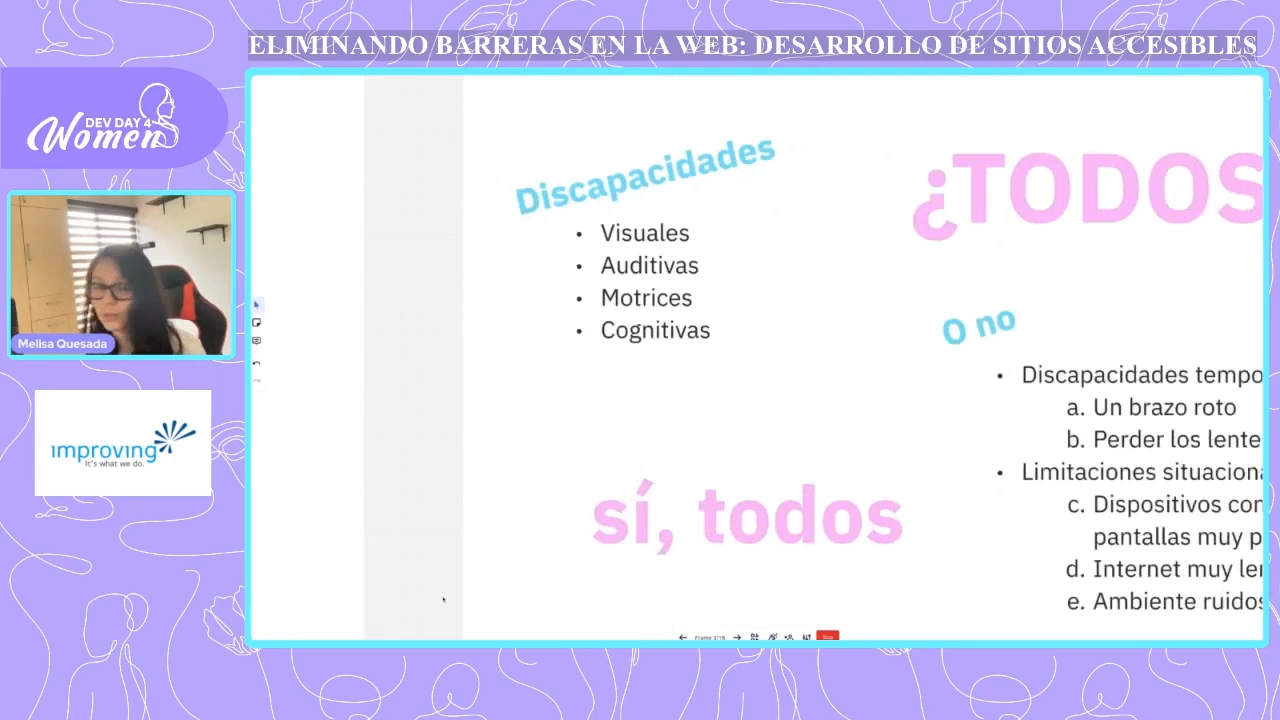 ELIMINANDO BARRERAS EN LA WEB: DESARROLLO DE SITIOS ACCESIBLES
DEV DAY 4
Women
Melisa Quesada
improving
It's what we do.
Discapacidades
• Visuales
• Auditivas
• Motrices
• Cognitivas
¿TODOS
sí, todos
O no
• Discapacidades tempo
a. Un brazo roto
b. Perder los lente
• Limitaciones situaciona
c. Dispositivos con
pantallas muy p
d. Internet muy len
e. Ambiente ruidos
Stop